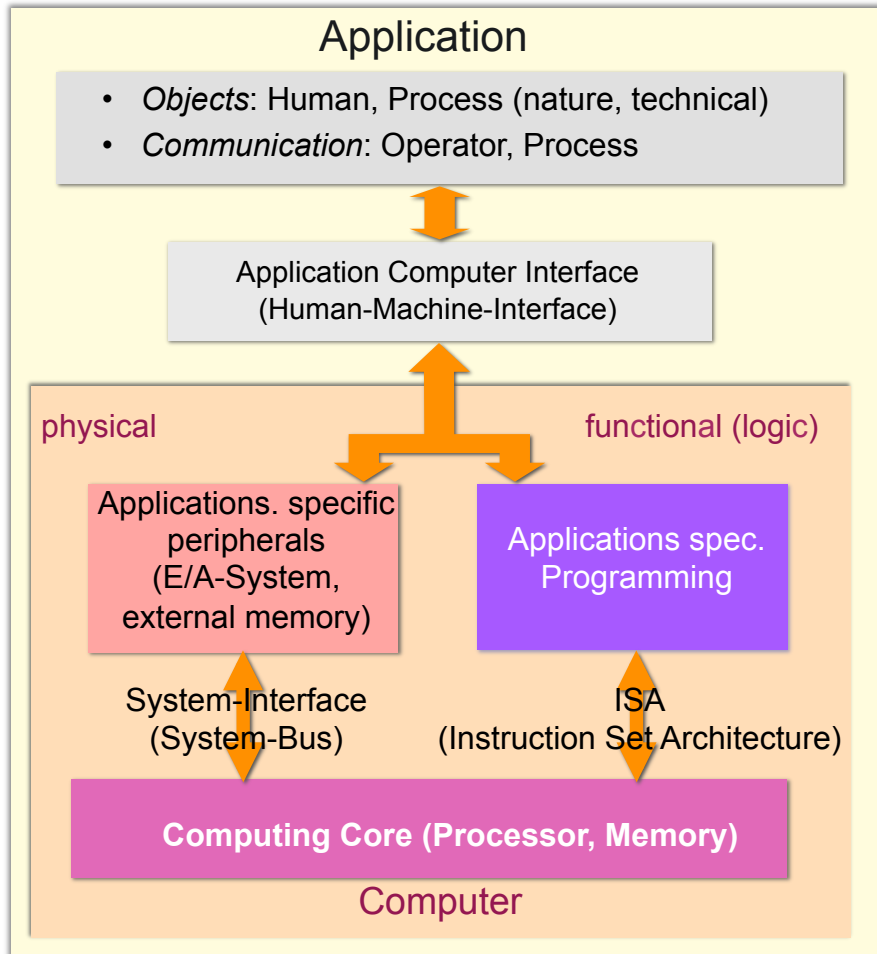 Application
• Objects: Human, Process (nature, technical)
• Communication: Operator, Process
Application Computer Interface
(Human-Machine-Interface)
physical
functional (logic)
Applications. specific
peripherals
(E/A-System,
external memory)
Applications spec.
Programming
System-Interface
(System-Bus)
ISA
(Instruction Set Architecture)
Computing Core (Processor, Memory)
Computer